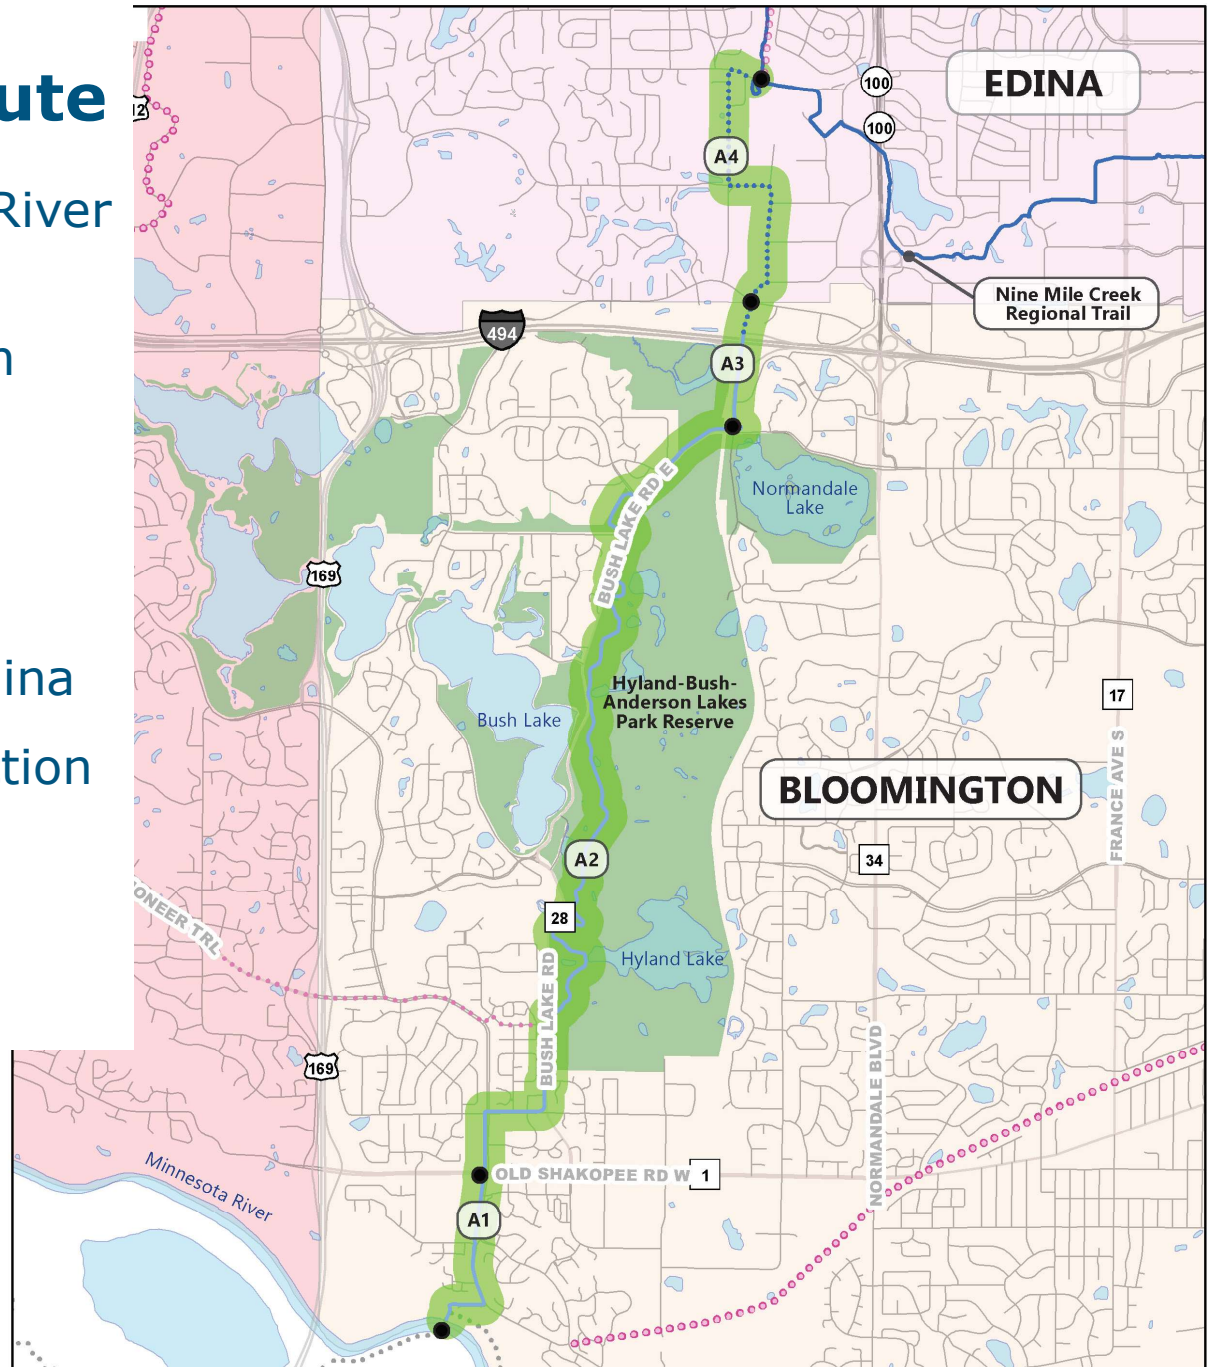 ute
River
n
ina
tion
12
100
EDINA
100
A4
Nine Mile Creek
Regional Trail
494
A3
Normandale
Lake
BUSH LAKE RD E
169
Hyland-Bush-
Anderson Lakes
Park Reserve
17
Bush Lake
FRANCE AVE S
BLOOMINGTON
A2
34
28
ONEER TRL
Hyland Lake
BUSH LAKE RD
NORMANDALE BLVD
169
Minnesota River
OLD SHAKOPEE RD W
1
A1